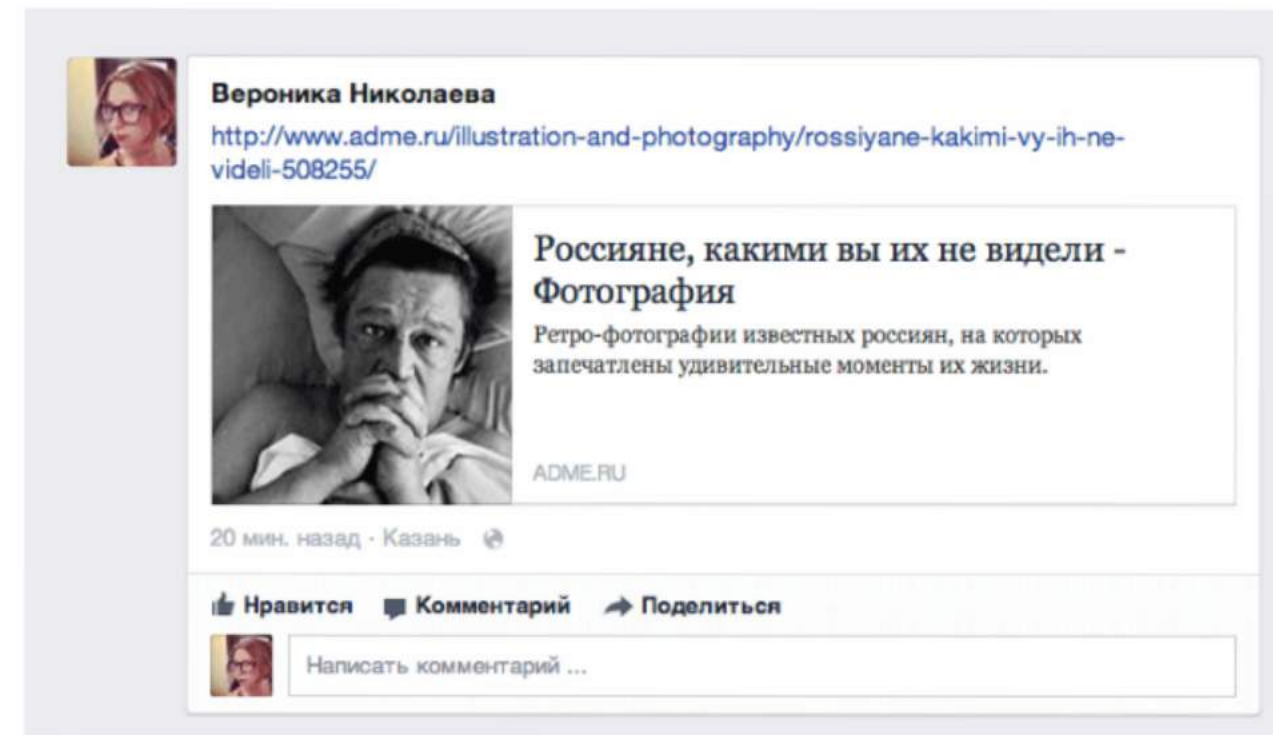 Вероника Николаева
http://www.adme.ru/illustration-and-photography/rossiyane-kakimi-vy-ih-ne-
videli-508255/
Россияне, какими вы их не видели -
Фотография
Ретро-фотографии известных россиян, на которых
запечатлены удивительные моменты их жизни.
ADME.RU
20 мин. назад · Казань
Нравится Комментарий Поделиться
Написать комментарий ...